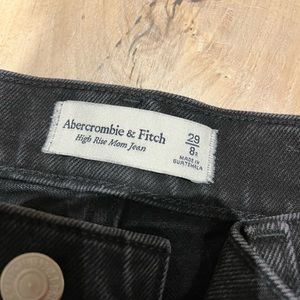 Abercrombie & Fitch
High Rise Mom Jean
29
8R
MADE IN
GUATEMALA